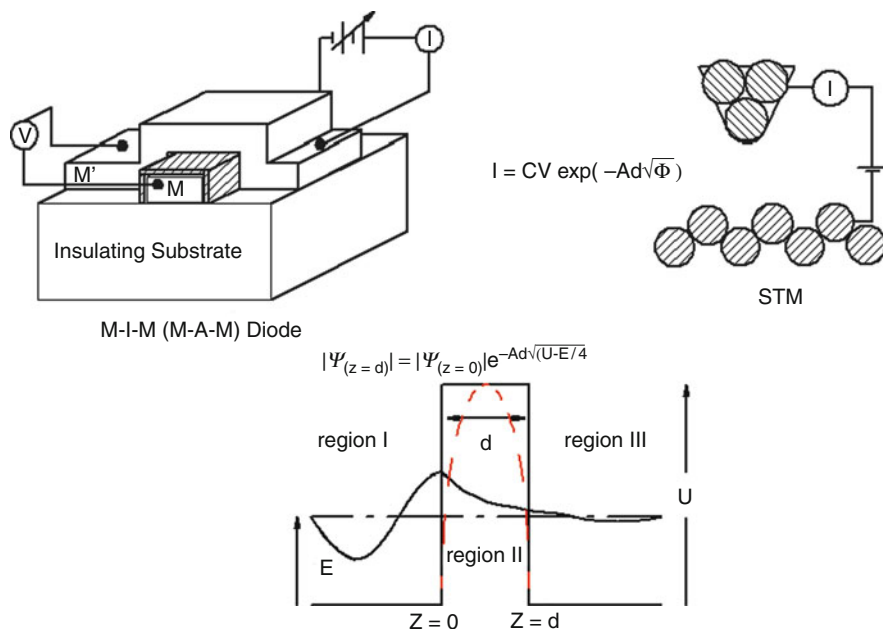 I
V
M'
M
Insulating Substrate
M-I-M (M-A-M) Diode
I = CV exp( −Ad√Φ )
I
STM
|Ψ(z = d)| = |Ψ(z = 0)|e−Ad√(U-E/4
region I
d
region III
U
E
region II
Z = 0
Z = d